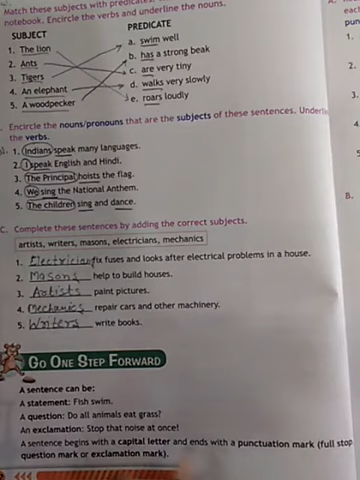 Match these subjects with predicates.
notebook. Encircle the verbs and underline the nouns.
SUBJECT PREDICATE
1. The lion a. swim well
2. Ants b. has a strong beak
3. Tigers c. are very tiny
4. An elephant d. walks very slowly
5. A woodpecker e. roars loudly
Encircle the nouns/pronouns that are the subjects of these sentences. Underline
the verbs.
1. Indians speak many languages.
2. I speak English and Hindi.
3. The Principal hoists the flag.
4. We sing the National Anthem.
5. The children sing and dance.
C. Complete these sentences by adding the correct subjects.
artists, writers, masons, electricians, mechanics
1. Electrician fix fuses and looks after electrical problems in a house.
2. Masons help to build houses.
3. Artists paint pictures.
4. Mechanics repair cars and other machinery.
5. Writers write books.
GO ONE STEP FORWARD
A sentence can be:
A statement: Fish swim.
A question: Do all animals eat grass?
An exclamation: Stop that noise at once!
A sentence begins with a capital letter and ends with a punctuation mark (full stop
question mark or exclamation mark).
A.
each
pun
1.
2.
3.
4.
5
B.